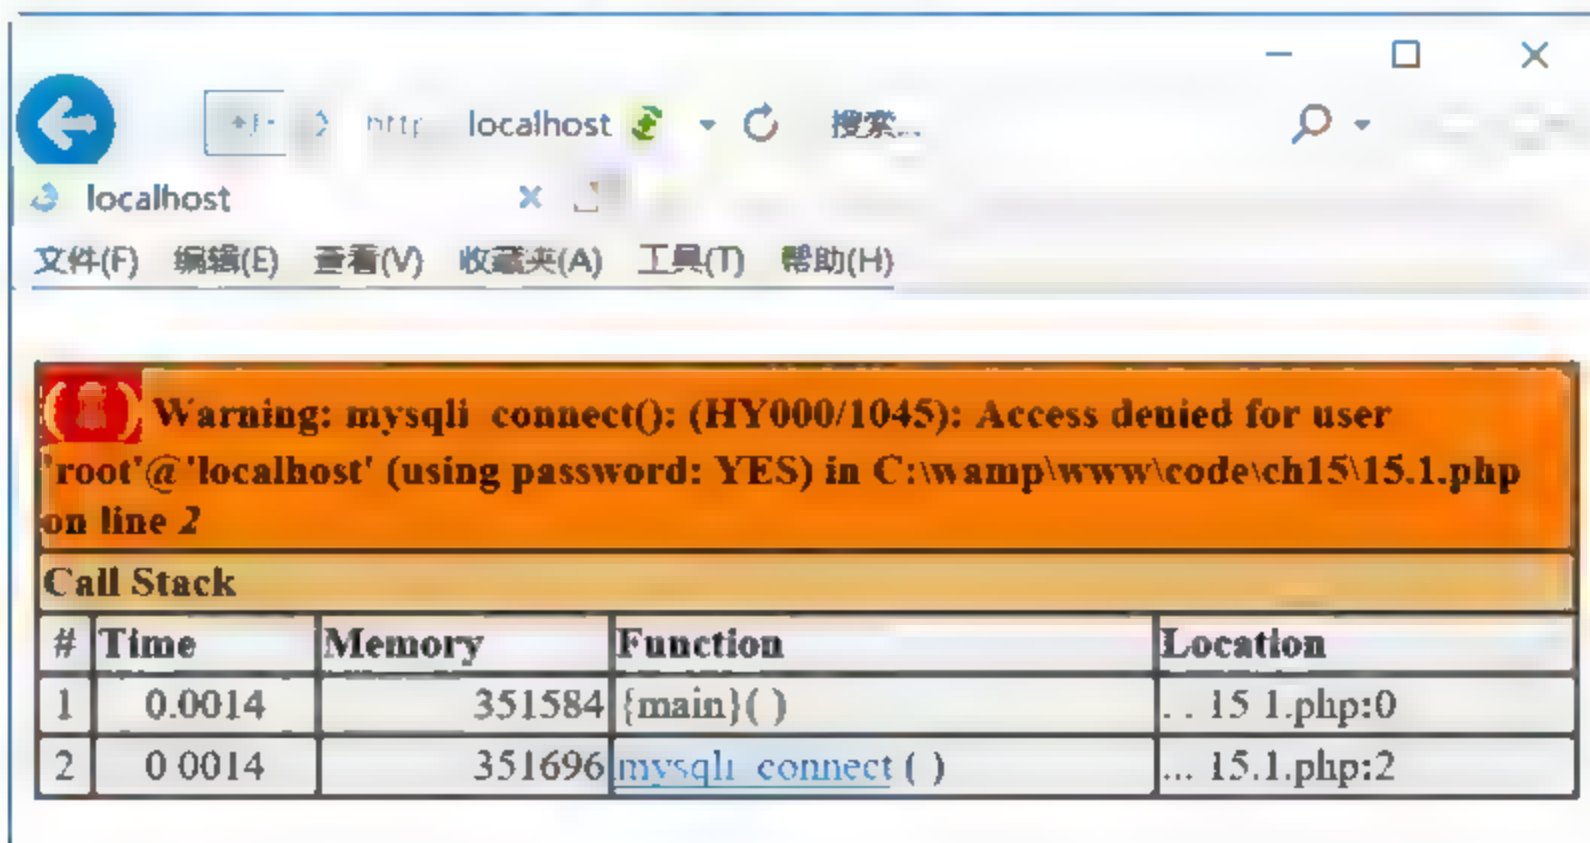 http localhost 搜索...
localhost
文件(F) 编辑(E) 查看(V) 收藏夹(A) 工具(T) 帮助(H)
Warning: mysqli_connect(): (HY000/1045): Access denied for user
'root'@'localhost' (using password: YES) in C:\wamp\www\code\ch15\15.1.php
on line 2
Call Stack
# Time Memory Function Location
1 0.0014 351584 {main}( ) ...15.1.php:0
2 0.0014 351696 mysqli_connect ( ) ...15.1.php:2